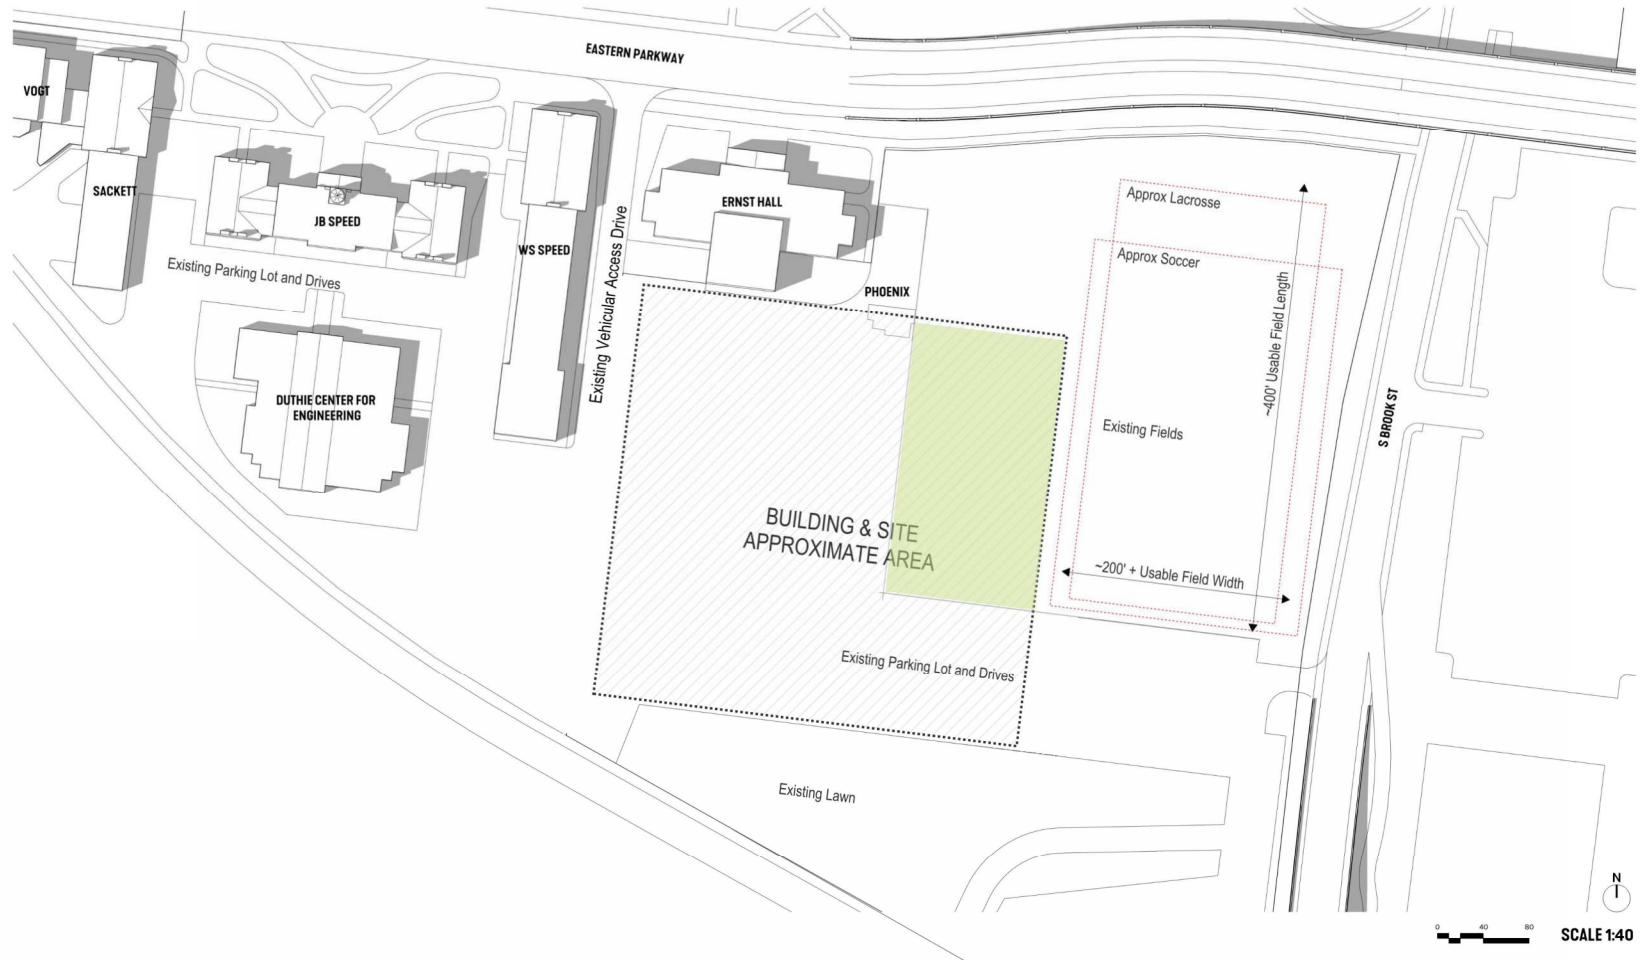 EASTERN PARKWAY
VOGT
SACKETT
JB SPEED
WS SPEED
ERNST HALL
Existing Vehicular Access Drive
Existing Parking Lot and Drives
PHOENIX
Approx Lacrosse
Approx Soccer
~400' Usable Field Length
DUTHIE CENTER FOR
ENGINEERING
Existing Fields
S BROOK ST
BUILDING & SITE
APPROXIMATE AREA
~200' + Usable Field Width
Existing Parking Lot and Drives
Existing Lawn
N
0 40 80
SCALE 1:40